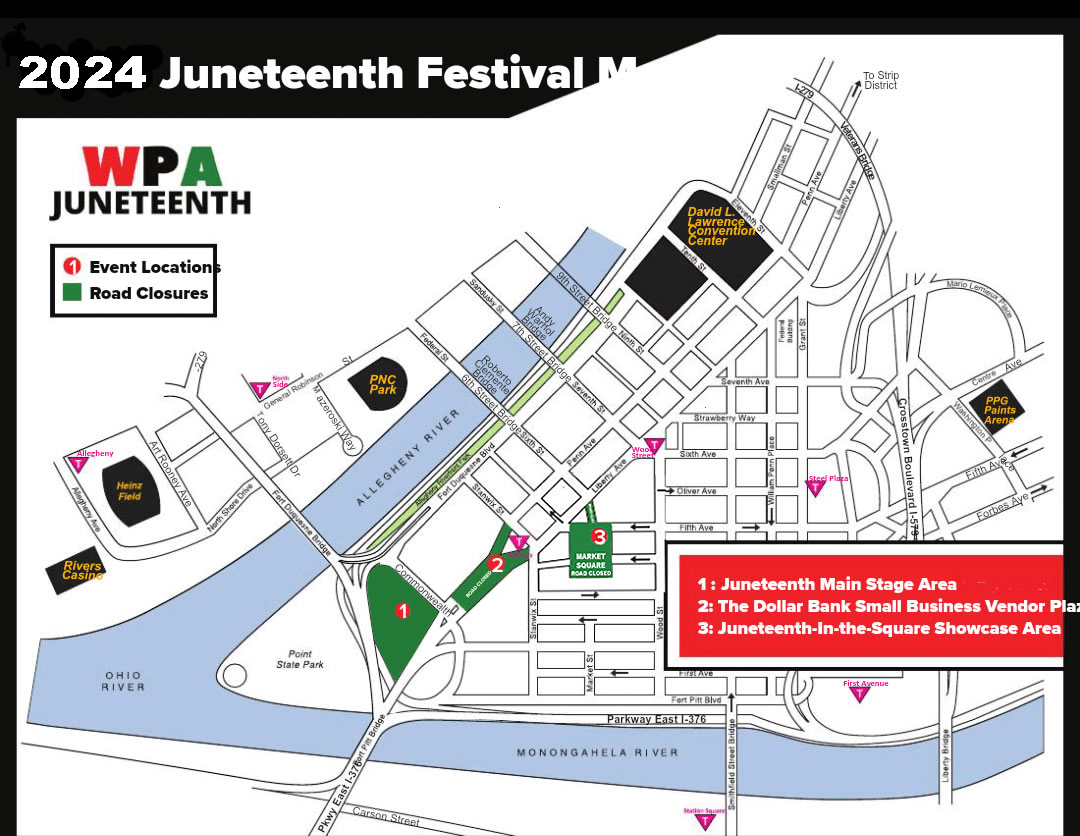 2024 Juneteenth Festival M
To Strip
District
I-279
Veterans Bridge
Smallman St
Penn Ave
Liberty Ave
WPA
JUNETEENTH
David L.
Lawrence
Convention
Center
Eleventh St
Tenth St
1 Event Locations
Road Closures
9th Street Bridge
Ninth St
Sandusky St
Andy
Warhol
Bridge
7th Street Bridge
Mario Lemieux Place
Federal
Building
Grant St
Federal St
Roberto
Clemente
Bridge
6th Street Bridge
Seventh St
Seventh Ave
Centre Ave
279
North
Side
General Robinson
St
PNC
Park
Mazeroski Way
PPG
Paints
Arena
Washington P
Strawberry Way
Crosstown Boulevard I-579
Tony Dorsett Dr
ALLEGHENY RIVER
Sixth St
Penn Ave
Liberty Ave
Wood
Street
Sixth Ave
William Penn Place
Allegheny
T
Art Rooney Ave
Fort Duquesne Blvd
Stanwix St
Steel Plaza
T
Fifth Ave
Forbes Ave
Oliver Ave
Heinz
Field
Allegheny Ave
North Shore Drive
Fort Duquesne Bridge
Fifth Ave
3
MARKET
SQUARE
ROAD CLOSED
2
ROAD CLOSED
Rivers
Casino
Commonwealth
1
1: Juneteenth Main Stage Area
2: The Dollar Bank Small Business Vendor Plaz
3: Juneteenth-In-the-Square Showcase Area
Stanwix St
Wood St
Market St
Point
State Park
OHIO
RIVER
First Ave
First Avenue
T
Fort Pitt Blvd
Parkway East I-376
Fort Pitt Bridge
MONONGAHELA RIVER
Smithfield Street Bridge
Liberty Bridge
Pkwy East I-376
Carson Street
Station Square
T